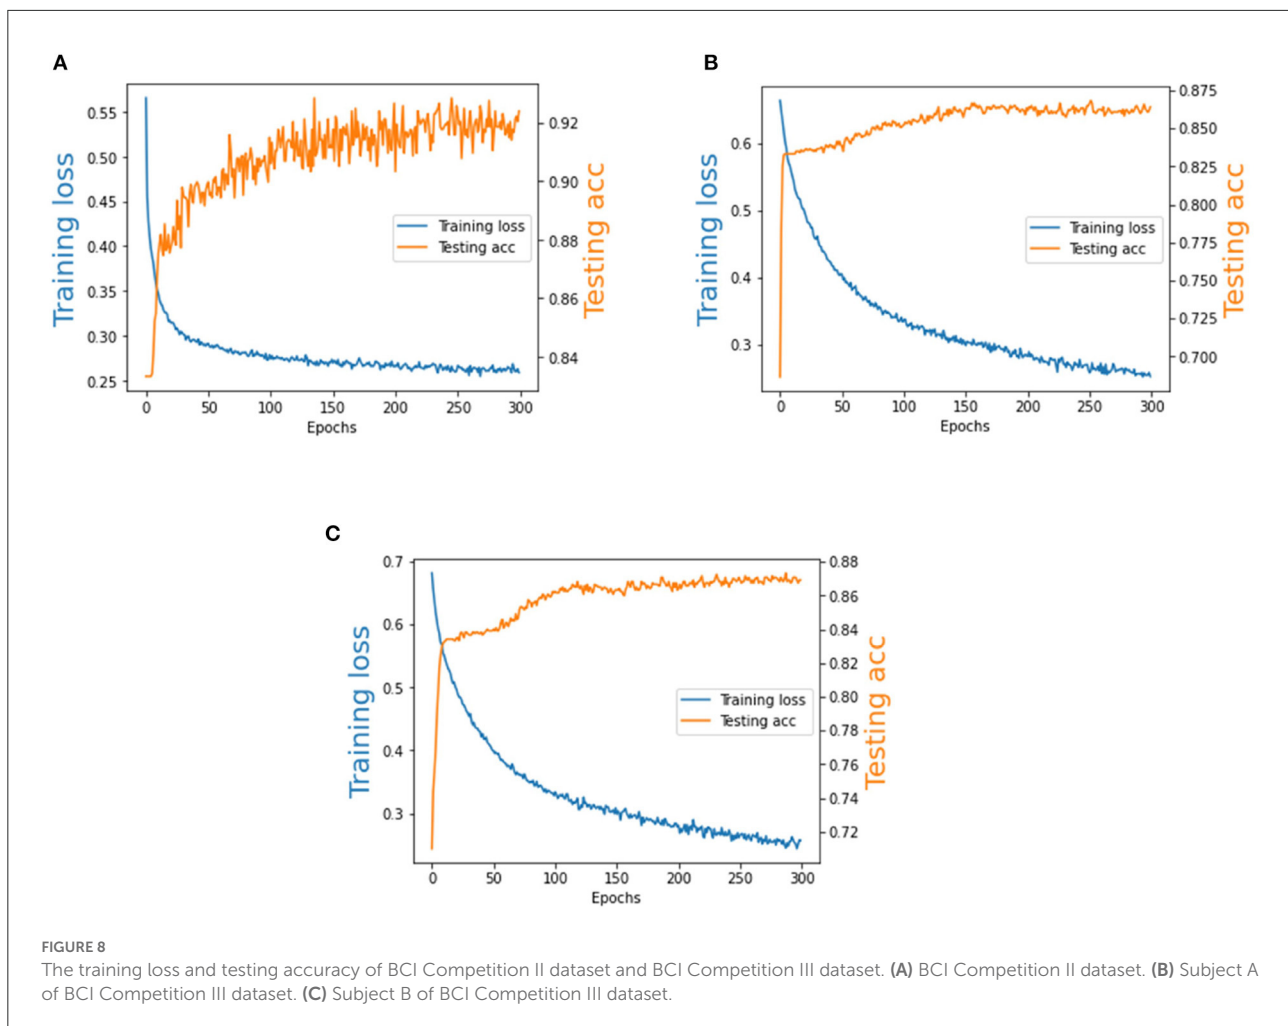 A
0.55
0.50
0.45
0.40
0.35
0.30
0.25
Training loss
0.92
0.90
0.88
0.86
0.84
Testing acc
Training loss
Testing acc
0 50 100 150 200 250 300
Epochs
B
0.6
0.5
0.4
0.3
Training loss
0.875
0.850
0.825
0.800
0.775
0.750
0.725
0.700
Testing acc
Training loss
Testing acc
0 50 100 150 200 250 300
Epochs
C
0.7
0.6
0.5
0.4
0.3
Training loss
0.88
0.86
0.84
0.82
0.80
0.78
0.76
0.74
0.72
Testing acc
Training loss
Testing acc
0 50 100 150 200 250 300
Epochs
FIGURE 8
The training loss and testing accuracy of BCI Competition II dataset and BCI Competition III dataset. (A) BCI Competition II dataset. (B) Subject A
of BCI Competition III dataset. (C) Subject B of BCI Competition III dataset.